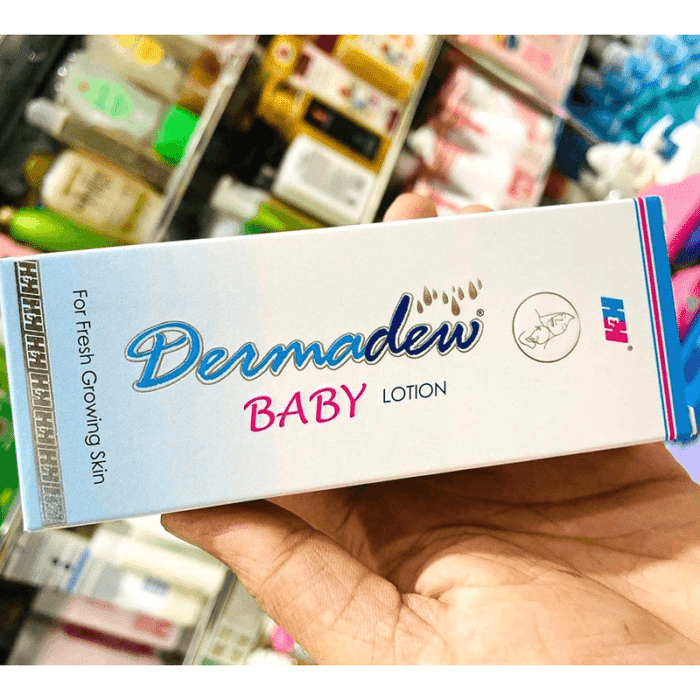 For Fresh Growing Skin
Dermadew®
BABY LOTION
®